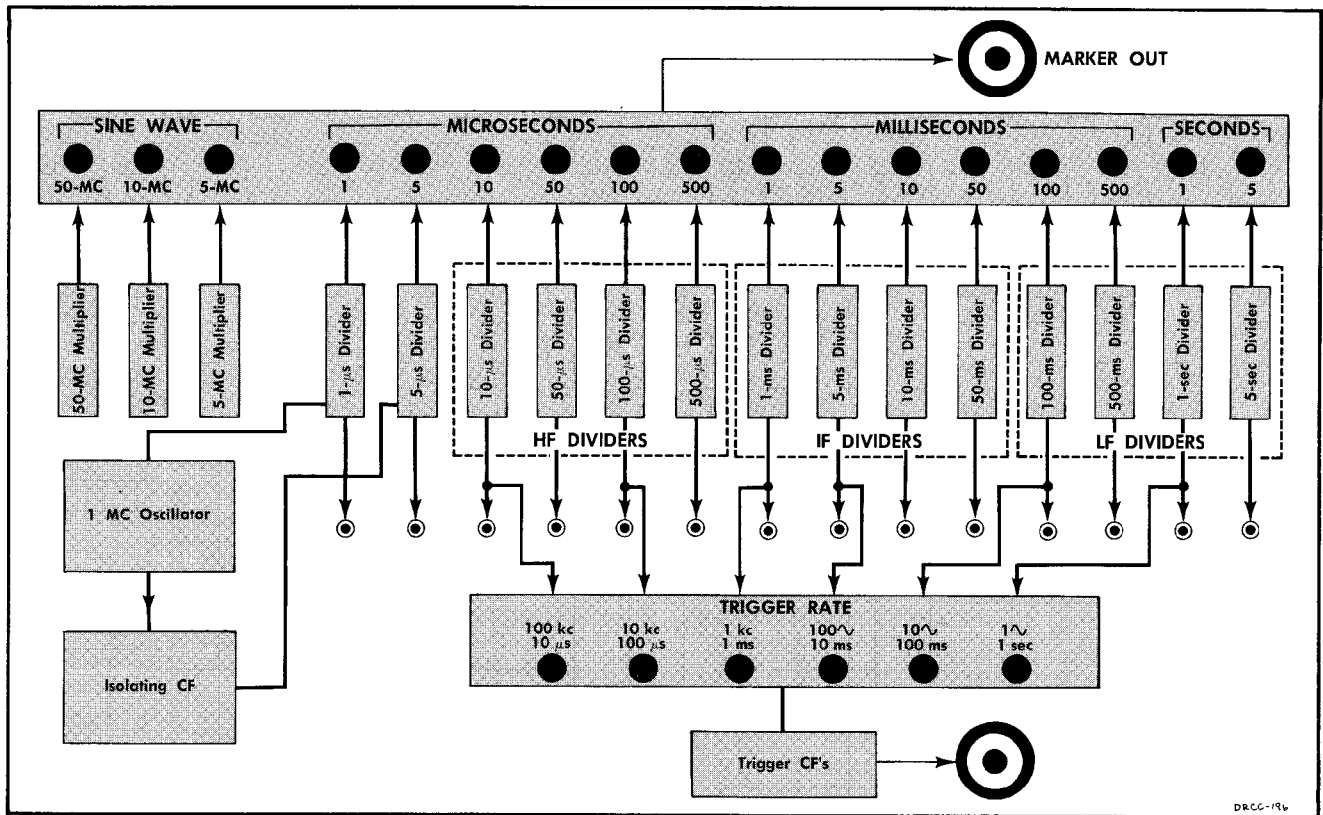 MARKER OUT
SINE WAVE
MICROSECONDS
MILLISECONDS
SECONDS
50-MC
10-MC
5-MC
1
5
10
50
100
500
1
5
10
50
100
500
1
5
50-MC Multiplier
10-MC Multiplier
5-MC Multiplier
1-μs Divider
5-μs Divider
10-μs Divider
50-μs Divider
100-μs Divider
500-μs Divider
1-ms Divider
5-ms Divider
10-ms Divider
50-ms Divider
100-ms Divider
500-ms Divider
1-sec Divider
5-sec Divider
HF DIVIDERS
IF DIVIDERS
LF DIVIDERS
1 MC Oscillator
Isolating CF
TRIGGER RATE
100 kc
10 μs
10 kc
100 μs
1 kc
1 ms
100∿
10 ms
10∿
100 ms
1∿
1 sec
Trigger CF's
DRCC-196